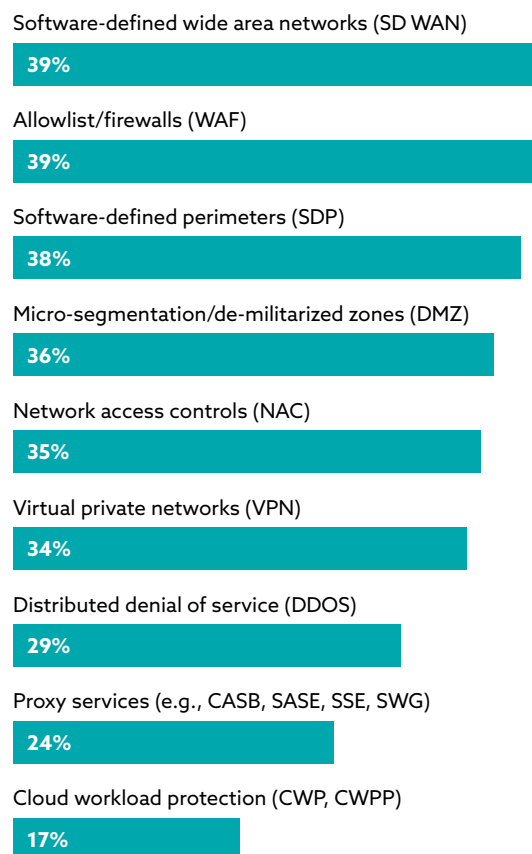 Software-defined wide area networks (SD WAN)
39%
Allowlist/firewalls (WAF)
39%
Software-defined perimeters (SDP)
38%
Micro-segmentation/de-militarized zones (DMZ)
36%
Network access controls (NAC)
35%
Virtual private networks (VPN)
34%
Distributed denial of service (DDOS)
29%
Proxy services (e.g., CASB, SASE, SSE, SWG)
24%
Cloud workload protection (CWP, CWPP)
17%